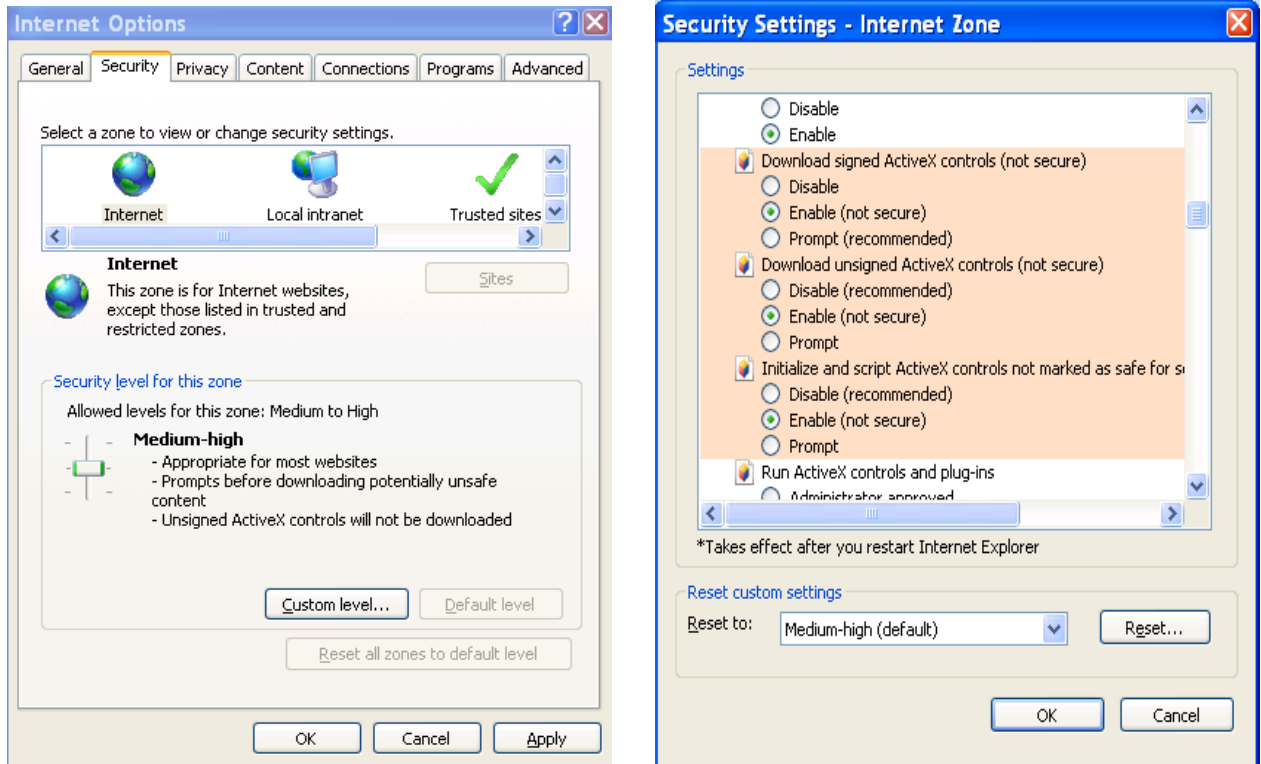 Internet Options
General Security Privacy Content Connections Programs Advanced
Select a zone to view or change security settings.
Internet Local intranet Trusted sites
Internet
Sites
This zone is for Internet websites,
except those listed in trusted and
restricted zones.
Security level for this zone
Allowed levels for this zone: Medium to High
Medium-high
- Appropriate for most websites
- Prompts before downloading potentially unsafe
content
- Unsigned ActiveX controls will not be downloaded
Custom level... Default level
Reset all zones to default level
OK Cancel Apply
Security Settings - Internet Zone
Settings
Disable
Enable
Download signed ActiveX controls (not secure)
Disable
Enable (not secure)
Prompt (recommended)
Download unsigned ActiveX controls (not secure)
Disable (recommended)
Enable (not secure)
Prompt
Initialize and script ActiveX controls not marked as safe for
Disable (recommended)
Enable (not secure)
Prompt
Run ActiveX controls and plug-ins
Administrator approved
*Takes effect after you restart Internet Explorer
Reset custom settings
Reset to: Medium-high (default) Reset...
OK Cancel